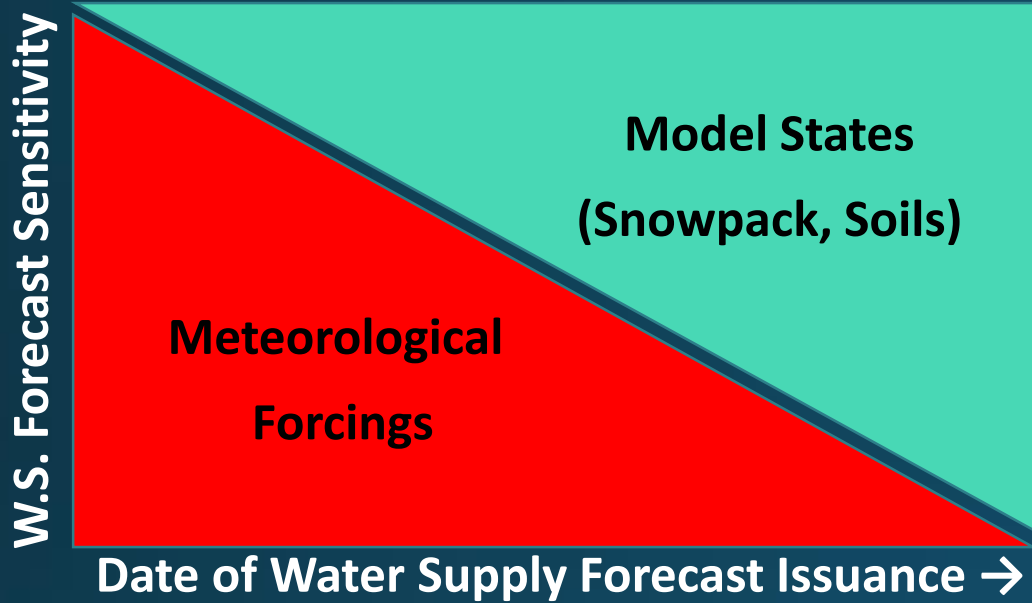 W.S. Forecast Sensitivity
Model States
(Snowpack, Soils)
Meteorological
Forcings
Date of Water Supply Forecast Issuance →